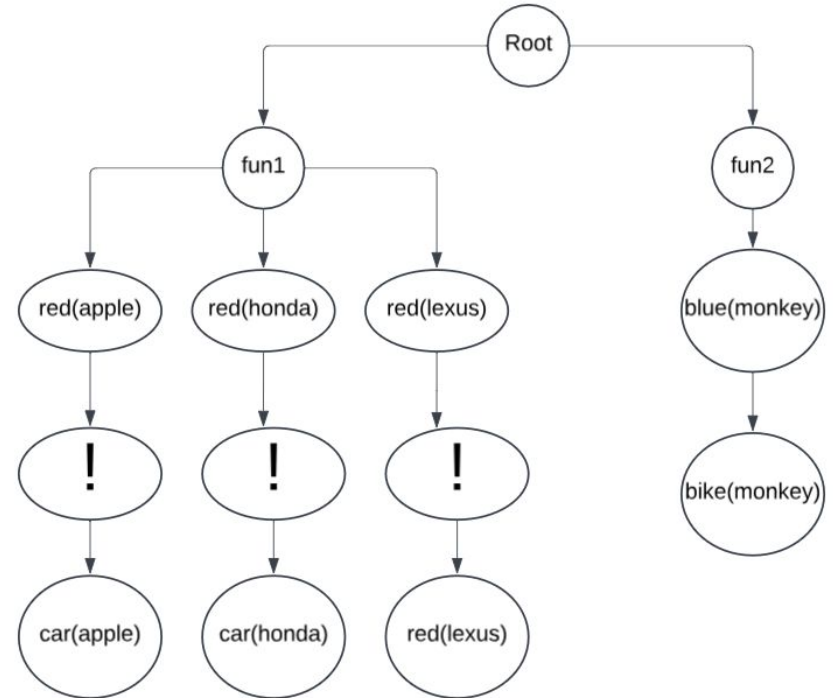 Root
fun1
fun2
red(apple)
red(honda)
red(lexus)
blue(monkey)
!
!
!
bike(monkey)
car(apple)
car(honda)
red(lexus)